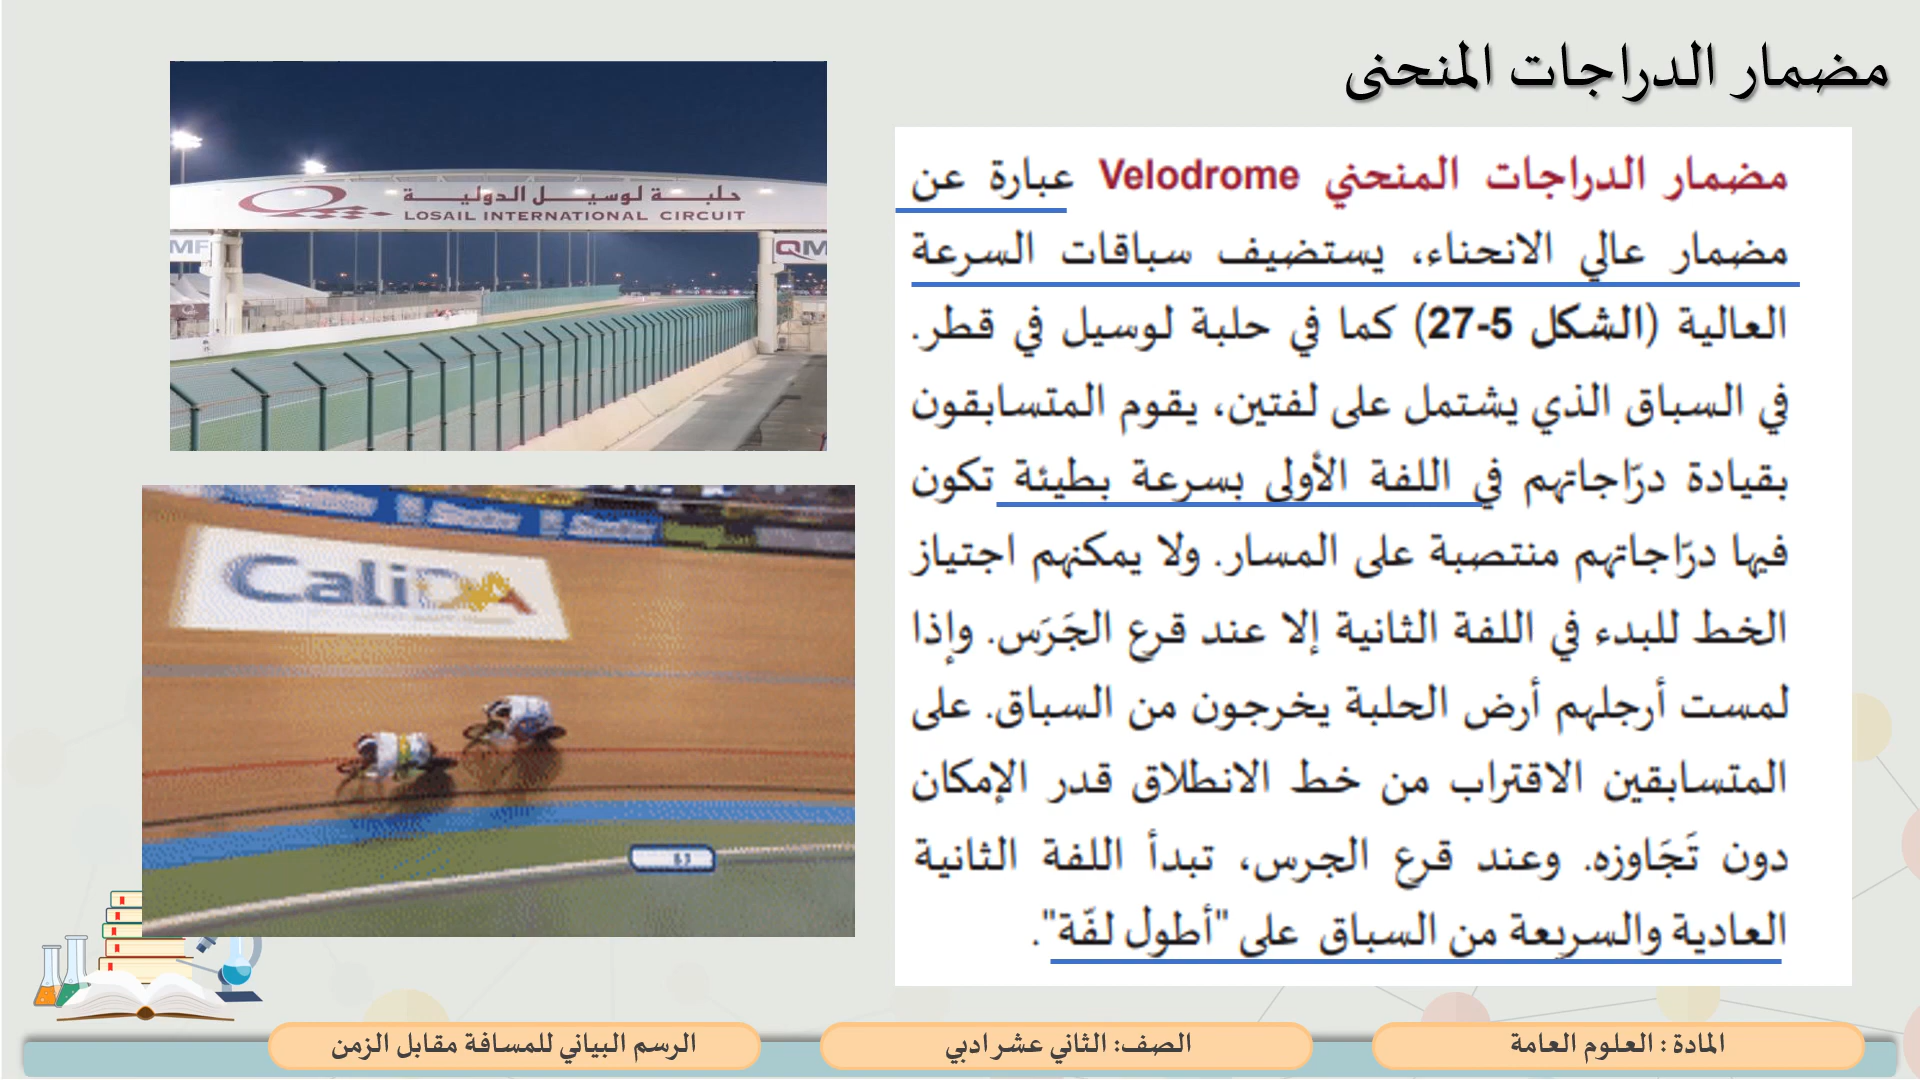 مضمار الدراجات المنحنى
مضمار الدراجات المنحني Velodrome عبارة عن
مضمار عالي الانحناء، يستضيف سباقات السرعة
العالية (الشكل 5-27) كما في حلبة لوسيل في قطر.
في السباق الذي يشتمل على لفتين، يقوم المتسابقون
بقيادة درّاجاتهم في اللفة الأولى بسرعة بطيئة تكون
فيها درّاجاتهم منتصبة على المسار. ولا يمكنهم اجتياز
الخط للبدء في اللفة الثانية إلا عند قرع الجَرَس. وإذا
لمست أرجلهم أرض الحلبة يخرجون من السباق. على
المتسابقين الاقتراب من خط الانطلاق قدر الإمكان
دون تَجَاوزه. وعند قرع الجرس، تبدأ اللفة الثانية
العادية والسريعة من السباق على "أطول لفّة".
حلبة لوسيل الدولية
LOSAIL INTERNATIONAL CIRCUIT
MF
QM
Cali
المادة : العلوم العامة
الصف: الثاني عشر ادبي
الرسم البياني للمسافة مقابل الزمن